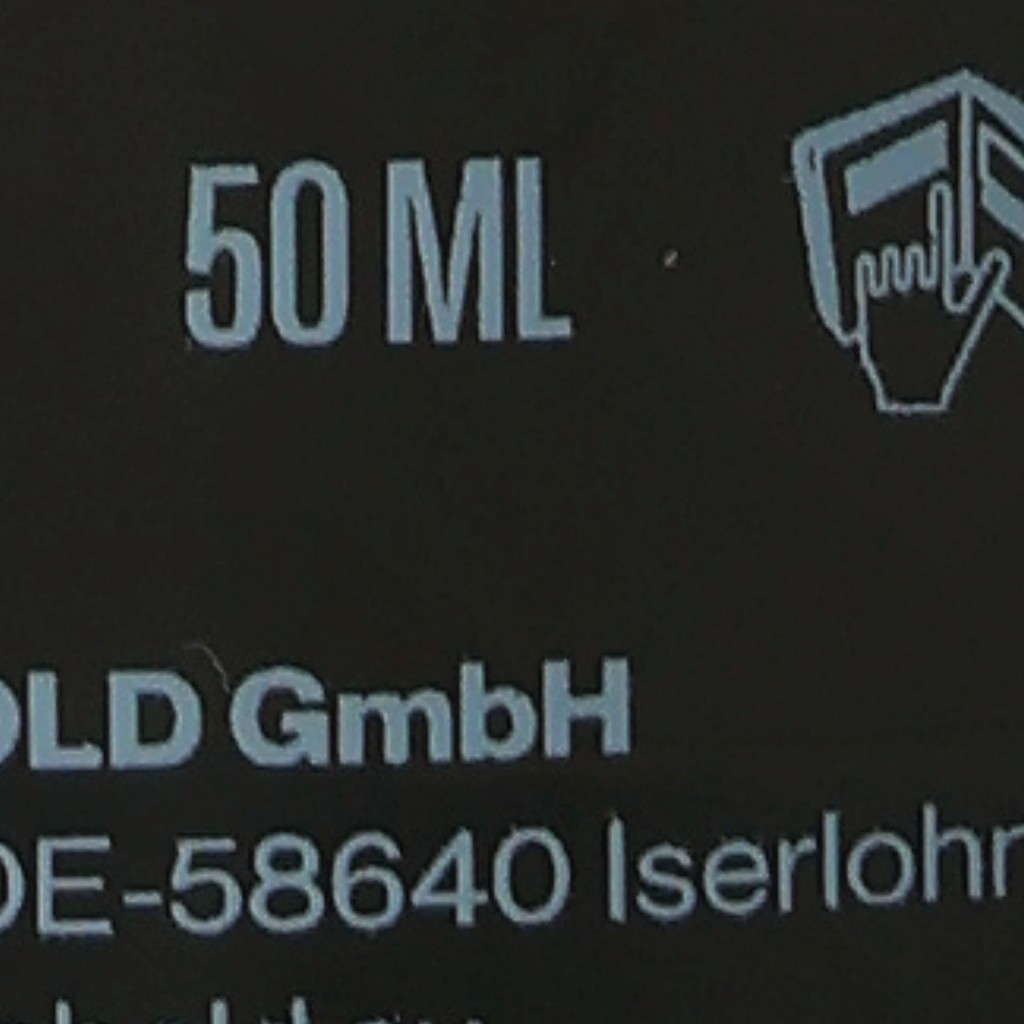 50 ML
OLD GmbH
DE-58640 Iserlohn